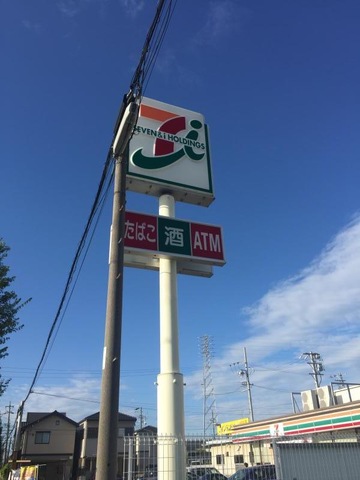 SEVEN & i HOLDINGS
たばこ 酒 ATM